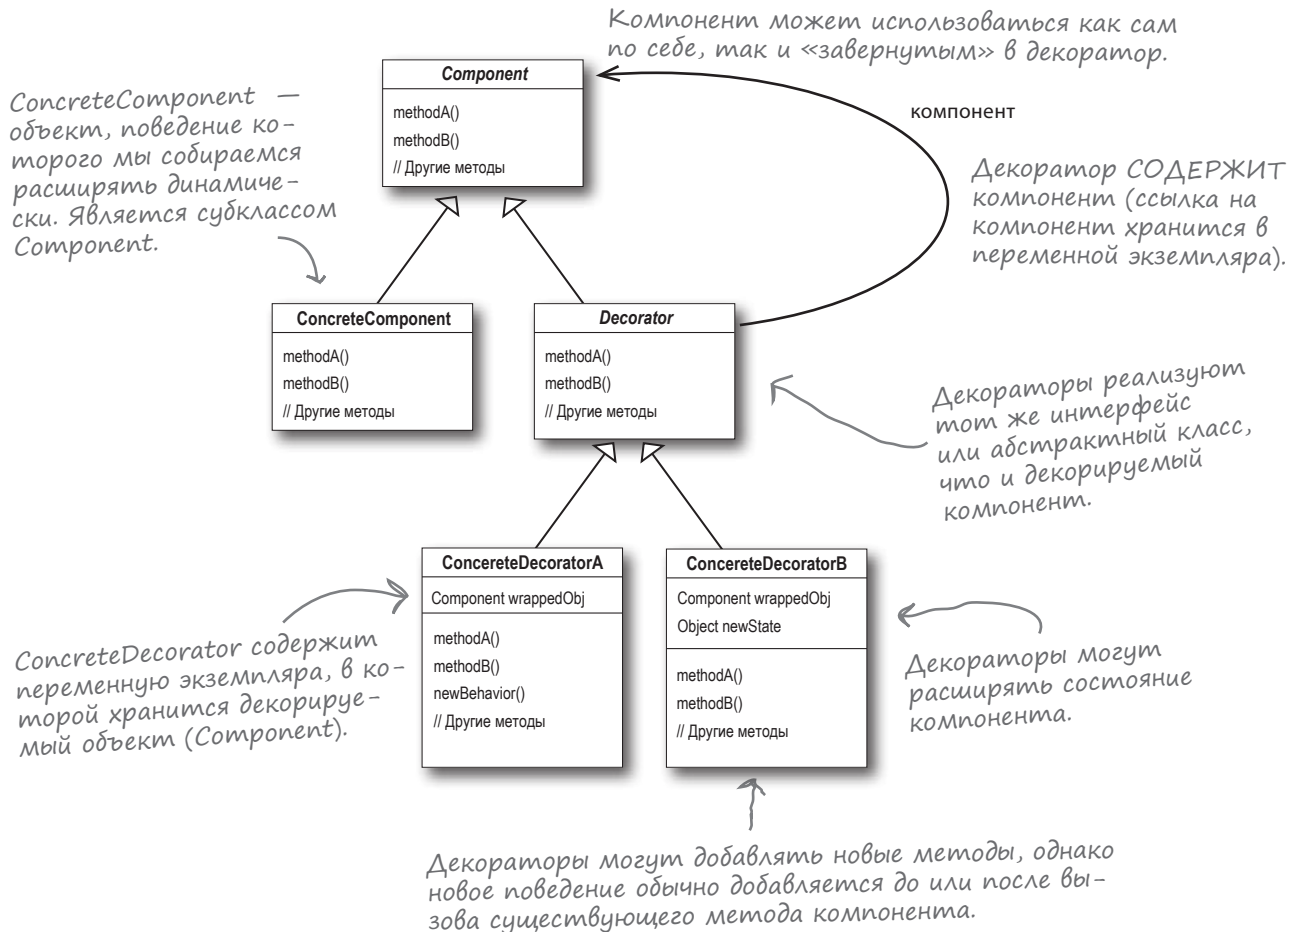 Компонент может использоваться как сам
по себе, так и «завернутым» в декоратор.
Component
methodA()
methodB()
// Другие методы
ConcreteComponent —
объект, поведение ко-
торого мы собираемся
расширять динамиче-
ски. Является субклассом
Component.
компонент
Декоратор СОДЕРЖИТ
компонент (ссылка на
компонент хранится в
переменной экземпляра).
ConcreteComponent
methodA()
methodB()
// Другие методы
Decorator
methodA()
methodB()
// Другие методы
Декораторы реализуют
тот же интерфейс
или абстрактный класс,
что и декорируемый
компонент.
ConcereteDecoratorA
Component wrappedObj
methodA()
methodB()
newBehavior()
// Другие методы
ConcereteDecoratorB
Component wrappedObj
Object newState
methodA()
methodB()
// Другие методы
ConcreteDecorator содержит
переменную экземпляра, в ко-
торой хранится декорируе-
мый объект (Component).
Декораторы могут
расширять состояние
компонента.
Декораторы могут добавлять новые методы, однако
новое поведение обычно добавляется до или после вы-
зова существующего метода компонента.